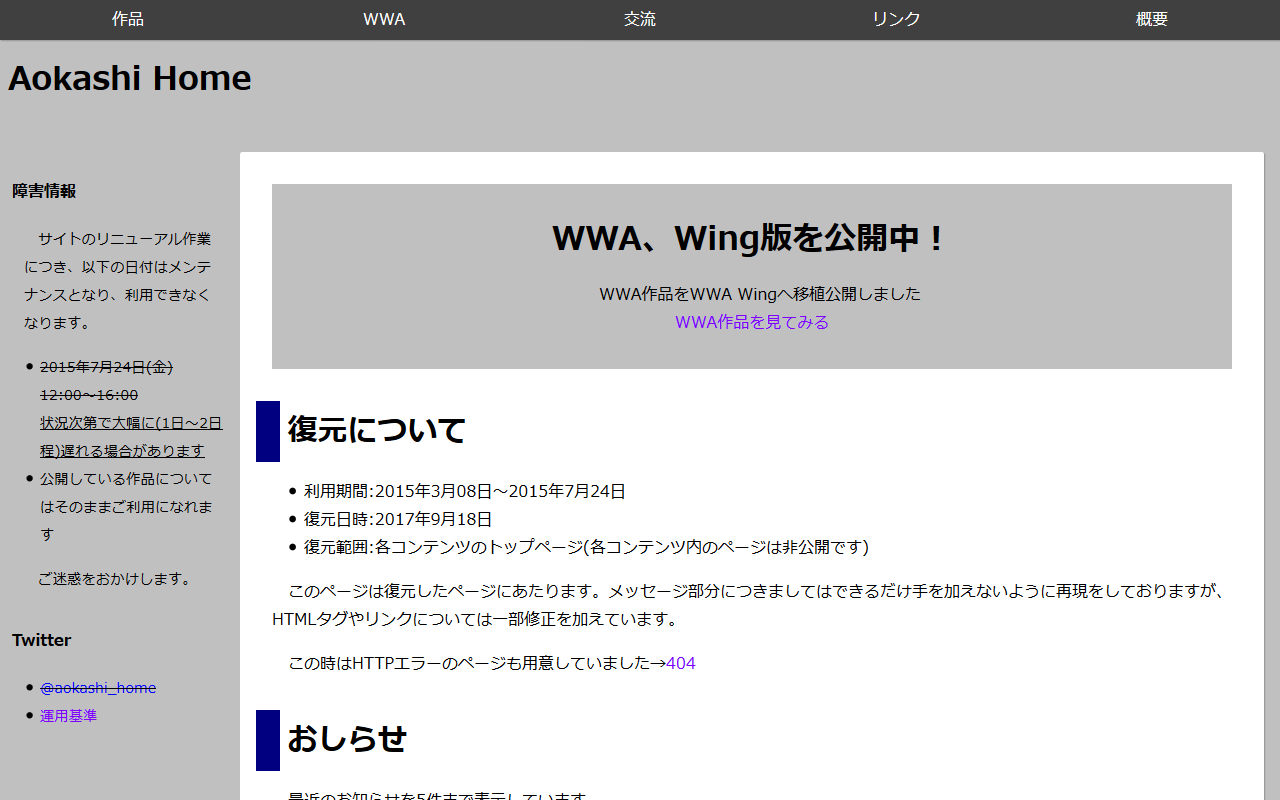 作品 WWA 交流 リンク 概要
Aokashi Home
障害情報
サイトのリニューアル作業
につき、以下の日付はメンテ
ナンスとなり、利用できなく
なります。
2015年7月24日(金)
12:00～16:00
状況次第で大幅に(1日～2日
程)遅れる場合があります
公開している作品について
はそのままご利用になれま
す
ご迷惑をおかけします。
Twitter
@aokashi_home
運用基準
WWA、Wing版を公開中！
WWA作品をWWA Wingへ移植公開しました
WWA作品を見てみる
復元について
利用期間:2015年3月08日～2015年7月24日
復元日時:2017年9月18日
復元範囲:各コンテンツのトップページ(各コンテンツ内のページは非公開です)
このページは復元したページにあたります。メッセージ部分につきましてはできるだけ手を加えないように再現をしておりますが、
HTMLタグやリンクについては一部修正を加えています。
この時はHTTPエラーのページも用意していました→404
おしらせ
最近のお知らせを5件まで表示しています